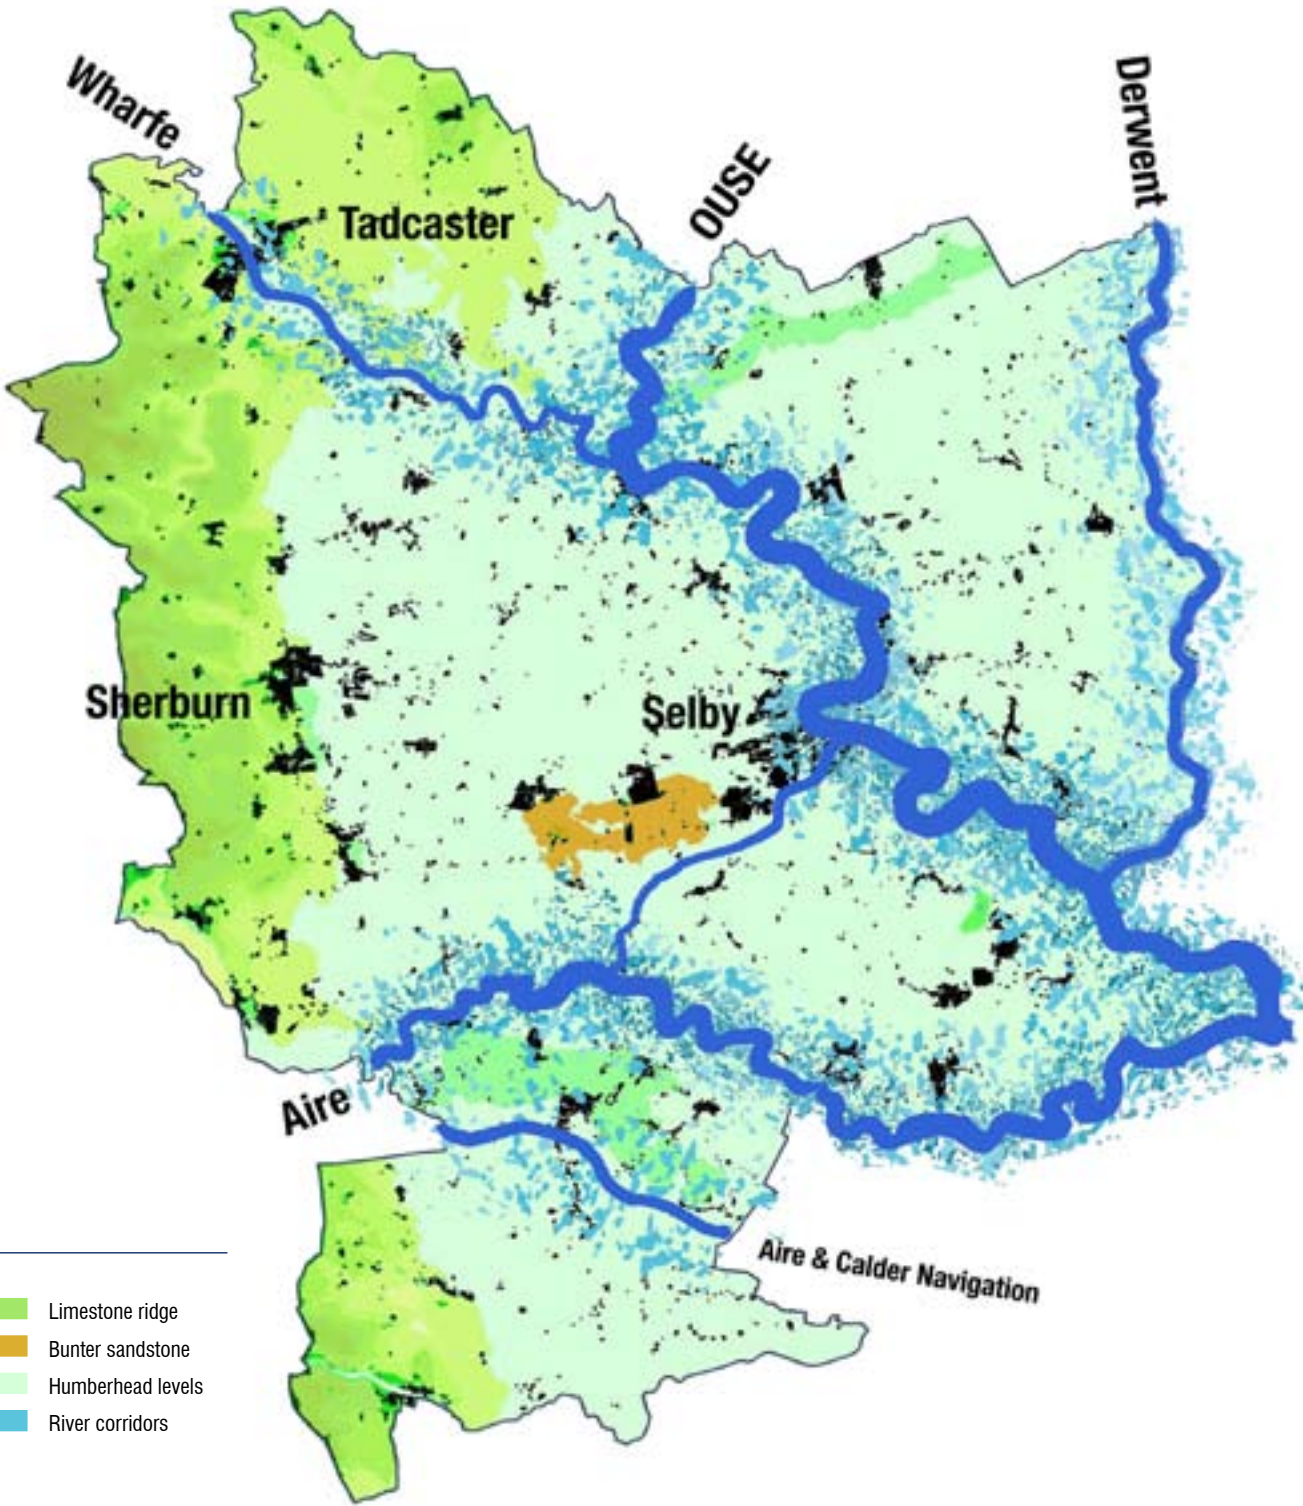 Wharfe
Derwent
OUSE
Tadcaster
Sherburn
Selby
Aire
Aire & Calder Navigation
Limestone ridge
Bunter sandstone
Humberhead levels
River corridors